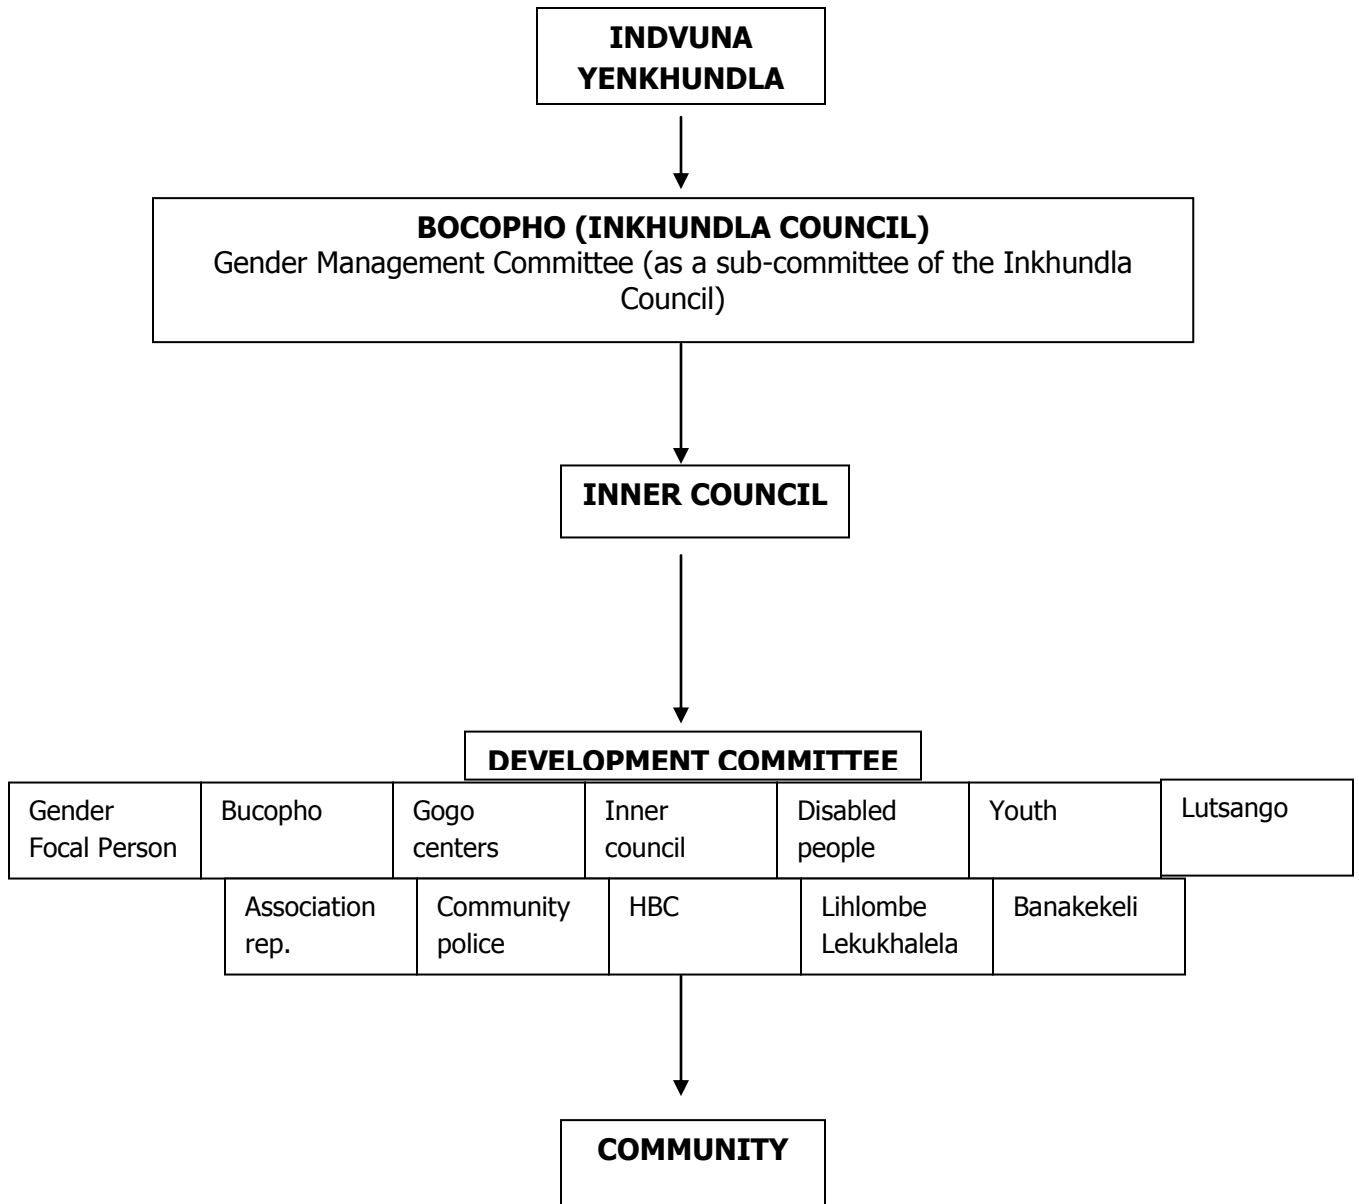 INDVUNA
YENKHUNDLA
BOCOPHO (INKHUNDLA COUNCIL)
Gender Management Committee (as a sub-committee of the Inkhundla
Council)
INNER COUNCIL
DEVELOPMENT COMMITTEE
Gender
Focal Person
Bucopho
Gogo
centers
Inner
council
Disabled
people
Youth
Lutsango
Association
rep.
Community
police
HBC
Lihlombe
Lekukhalela
Banakekeli
COMMUNITY